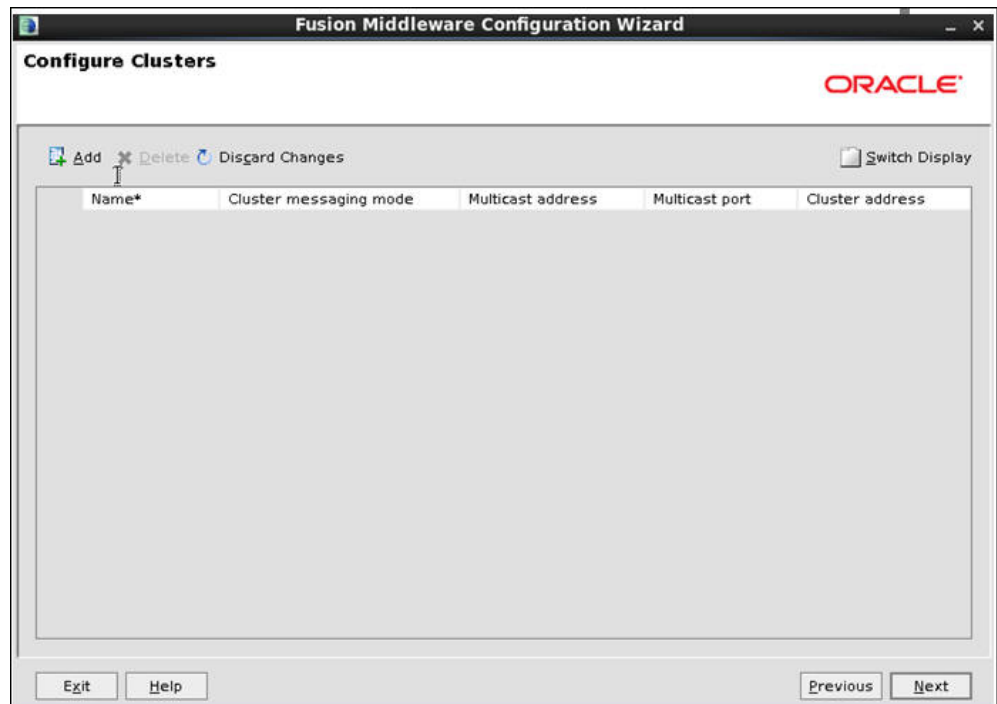 Fusion Middleware Configuration Wizard
Configure Clusters
ORACLE
Add Delete Discard Changes Switch Display
Name* Cluster messaging mode Multicast address Multicast port Cluster address
Exit Help Previous Next